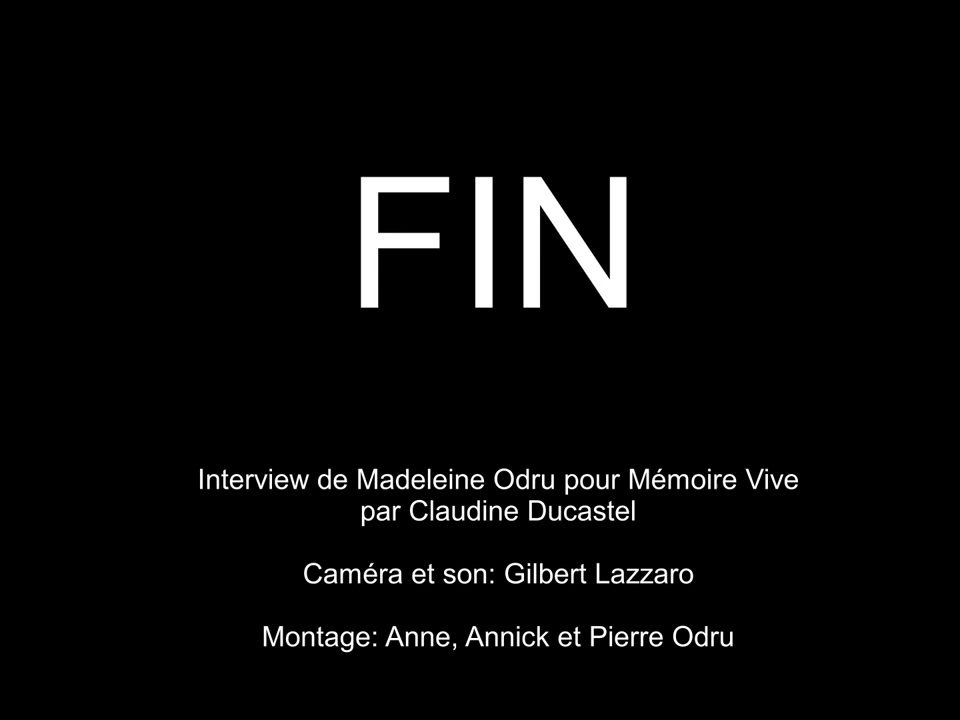 FIN
Interview de Madeleine Odru pour Mémoire Vive
par Claudine Ducastel
Caméra et son: Gilbert Lazzaro
Montage: Anne, Annick et Pierre Odru